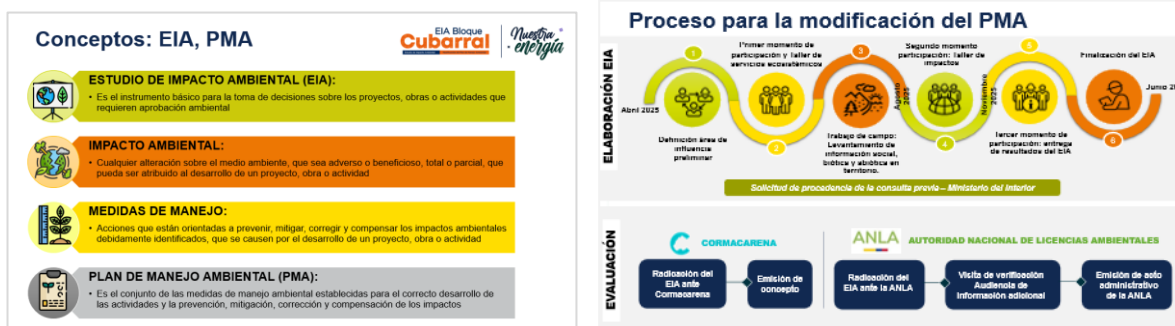 Conceptos: EIA, PMA
EIA Bloque
Cubarral
Nuestra
energía
ESTUDIO DE IMPACTO AMBIENTAL (EIA):
• Es el instrumento básico para la toma de decisiones sobre los proyectos, obras o actividades que
requieren aprobación ambiental
IMPACTO AMBIENTAL:
• Cualquier alteración sobre el medio ambiente, que sea adverso o beneficioso, total o parcial, que
pueda ser atribuido al desarrollo de un proyecto, obra o actividad
MEDIDAS DE MANEJO:
• Acciones que están orientadas a prevenir, mitigar, corregir y compensar los impactos ambientales
debidamente identificados, que se causen por el desarrollo de un proyecto, obra o actividad
PLAN DE MANEJO AMBIENTAL (PMA):
• Es el conjunto de las medidas de manejo ambiental establecidas para el correcto desarrollo de
las actividades y la prevención, mitigación, corrección y compensación de los impactos
Proceso para la modificación del PMA
ELABORACIÓN EIA
Abril 2025
1
Definición área de
influencia
preliminar
Primer momento de
participación y Taller de
servicios ecosistémicos
2
3
Trabajo de campo:
Levantamiento de
información social,
biótica y abiótica en
territorio.
Agosto
2025
Segundo momento
participación: Taller de
impactos
4
Noviembre
2025
5
Tercer momento de
participación: entrega
de resultados del EIA
Finalización del EIA
6
Junio
Solicitud de procedencia de la consulta previa – Ministerio del Interior
EVALUACIÓN
CORMACARENA
Radicación del
EIA ante
Cormacarena
Emisión de
concepto
ANLA
AUTORIDAD NACIONAL DE LICENCIAS AMBIENTALES
Radicación del
EIA ante la ANLA
Visita de verificación
Audiencia de
información adicional
Emisión de acto
administrativo
de la ANLA